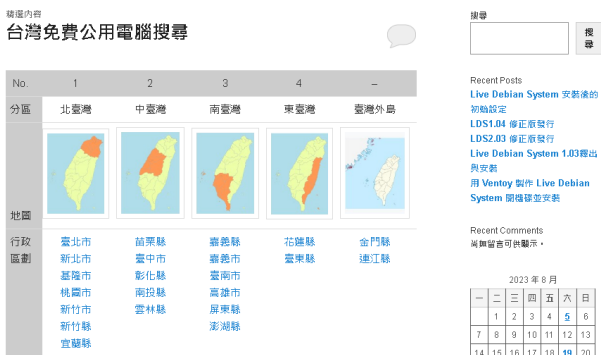 精選內容
台灣免費公用電腦搜尋
No. 1 2 3 4 –
分區 北臺灣 中臺灣 南臺灣 東臺灣 臺灣外島
地圖
行政區劃
臺北市 苗栗縣 嘉義縣 花蓮縣 金門縣
新北市 臺中市 嘉義市 臺東縣 連江縣
基隆市 彰化縣 臺南市
桃園市 南投縣 高雄市
新竹市 雲林縣 屏東縣
新竹縣 澎湖縣
宜蘭縣
搜尋
搜尋
Recent Posts
Live Debian System 安裝後的
初始設定
LDS1.04 修正版發行
LDS2.03 修正版發行
Live Debian System 1.03釋出
與安裝
用 Ventoy 製作 Live Debian
System 開機碟並安裝
Recent Comments
尚無留言可供顯示。
2023 年 8 月
一 二 三 四 五 六 日
1 2 3 4 5 6
7 8 9 10 11 12 13
14 15 16 17 18 19 20